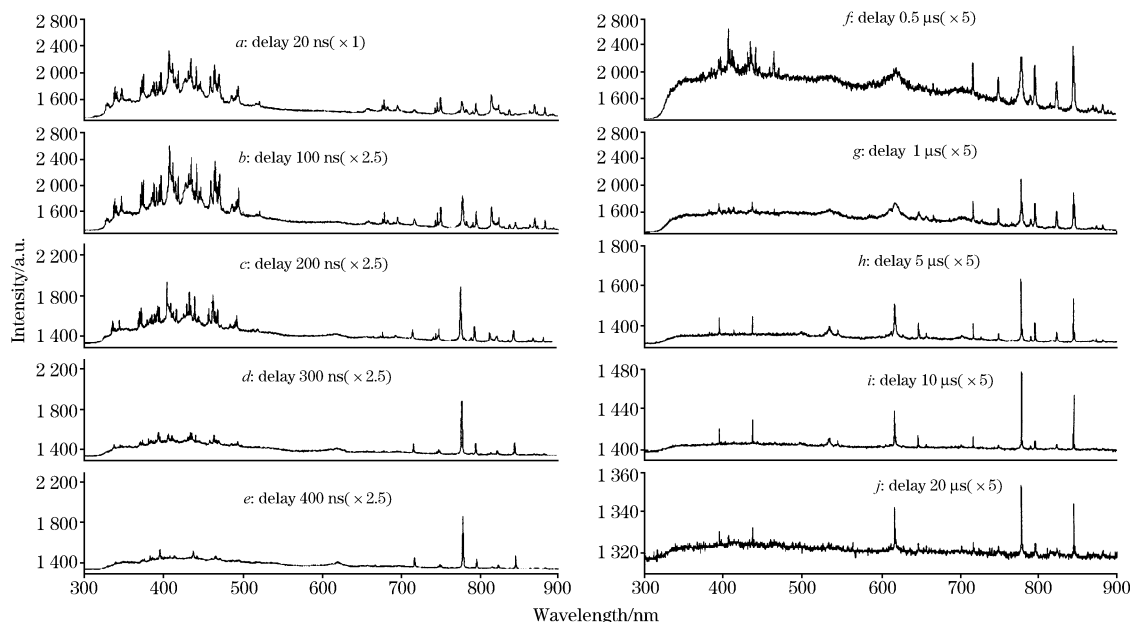 2 800
2 400
2 000
1 600
a: delay 20 ns(×1)
2 800
2 400
2 000
1 600
b: delay 100 ns(×2.5)
2 200
1 800
1 400
c: delay 200 ns(×2.5)
2 200
1 800
1 400
d: delay 300 ns(×2.5)
2 200
1 800
1 400
e: delay 400 ns(×2.5)
300 400 500 600 700 800 900
Intensity/a.u.
2 800
2 400
2 000
1 600
f: delay 0.5 μs(×5)
2 800
2 400
2 000
1 600
g: delay 1 μs(×5)
1 800
1 600
1 400
h: delay 5 μs(×5)
1 480
1 440
1 400
i: delay 10 μs(×5)
1 360
1 340
1 320
j: delay 20 μs(×5)
300 400 500 600 700 800 900
Wavelength/nm